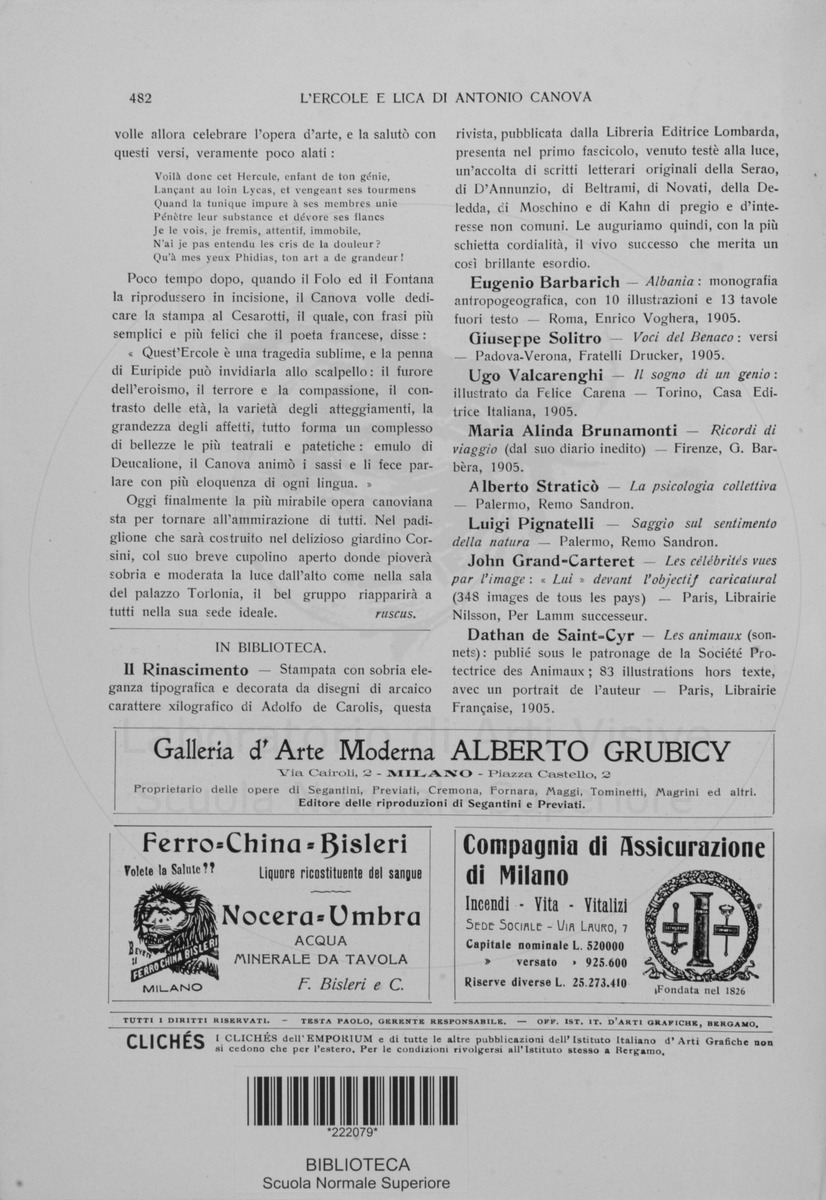 482
L'ERCOLE E LICA DI ANTONIO CANOVA
volle allora celebrare l'opera d'arte, e la salutò con
questi versi, veramente poco alati :
Voilà donc cet Hercule, enfant de ton génie,
Lançant au loin Lycas, et vengeant ses tourmens
Quand la tunique impure à ses membres unie
Pénètre leur substance et dévore ses flancs
Je le vois, je fremis, attentif, immobile,
N'ai je pas entendu les cris de la douleur ?
Qu'à mes yeux Phidias, ton art a de grandeur !
Poco tempo dopo, quando il Folo ed il Fontana
la riprodussero in incisione, il Canova volle dedi-
care la stampa al Cesarotti, il quale, con frasi più
semplici e più felici che il poeta francese, disse :
« Quest'Ercole è una tragedia sublime, e la penna
di Euripide può invidiarla allo scalpello : il furore
dell'eroismo, il terrore e la compassione, il con-
trasto delle età, la varietà degli atteggiamenti, la
grandezza degli affetti, tutto forma un complesso
di bellezze le più teatrali e patetiche : emulo di
Deucalione, il Canova animò i sassi e li fece par-
lare con più eloquenza di ogni lingua. »
Oggi finalmente la più mirabile opera canoviana
sta per tornare all'ammirazione di tutti. Nel padi-
glione che sarà costruito nel delizioso giardino Cor-
sini, col suo breve cupolino aperto donde pioverà
sobria e moderata la luce dall'alto come nella sala
del palazzo Torlonia, il bel gruppo riapparirà a
tutti nella sua sede ideale. ruscus.
IN BIBLIOTECA.
Il Rinascimento — Stampata con sobria ele-
ganza tipografica e decorata da disegni di arcaico
carattere xilografico di Adolfo de Carolis, questa
rivista, pubblicata dalla Libreria Editrice Lombarda,
presenta nel primo fascicolo, venuto testè alla luce,
un'accolta di scritti letterari originali della Serao,
di D'Annunzio, di Beltrami, di Novati, della De-
ledda, di Moschino e di Kahn di pregio e d'inte-
resse non comuni. Le auguriamo quindi, con la più
schietta cordialità, il vivo successo che merita un
così brillante esordio.
Eugenio Barbarich — Albania : monografia
antropogeografica, con 10 illustrazioni e 13 tavole
fuori testo — Roma, Enrico Voghera, 1905.
Giuseppe Solitro — Voci del Benaco : versi
— Padova-Verona, Fratelli Drucker, 1905.
Ugo Valcarenghi — Il sogno di un genio :
illustrato da Felice Carena — Torino, Casa Edi-
trice Italiana, 1905.
Maria Alinda Brunamonti — Ricordi di
viaggio (dal suo diario inedito) — Firenze, G. Bar-
bèra, 1905.
Alberto Straticò — La psicologia collettiva
— Palermo, Remo Sandron.
Luigi Pignatelli — Saggio sul sentimento
della natura — Palermo, Remo Sandron.
John Grand-Carteret — Les célébrités vues
par l'image : « Lui » devant l'objectif caricatural
(348 images de tous les pays) — Paris, Librairie
Nilsson, Per Lamm successeur.
Dathan de Saint-Cyr — Les animaux (son-
nets) : publié sous le patronage de la Société Pro-
tectrice des Animaux ; 83 illustrations hors texte,
avec un portrait de l'auteur — Paris, Librairie
Française, 1905.
Galleria d'Arte Moderna ALBERTO GRUBICY
Via Cairoli, 2 - MILANO - Piazza Castello, 2
Proprietario delle opere di Segantini, Previati, Cremona, Fornara, Maggi, Tominetti, Magrini ed altri.
Editore delle riproduzioni di Segantini e Previati.
Ferro-China-Bisleri
Volete la Salute ??
Liquore ricostituente del sangue
Nocera-Umbra
ACQUA
MINERALE DA TAVOLA
F. Bisleri e C.
Bevete il
FERRO CHINA BISLERI
MILANO
Compagnia di Assicurazione
di Milano
Incendi - Vita - Vitalizi
SEDE SOCIALE - VIA LAURO, 7
Capitale nominale L. 520000
» versato » 925.600
Riserve diverse L. 25.273.410
Fondata nel 1826
TUTTI I DIRITTI RISERVATI. — TESTA PAOLO, GERENTE RESPONSABILE. — OFF. IST. IT. D'ARTI GRAFICHE, BERGAMO.
CLICHÉS I CLICHÉS dell'EMPORIUM e di tutte le altre pubblicazioni dell'Istituto Italiano d'Arti Grafiche non
si cedono che per l'estero. Per le condizioni rivolgersi all'Istituto stesso a Bergamo.
*222079*
BIBLIOTECA
Scuola Normale Superiore